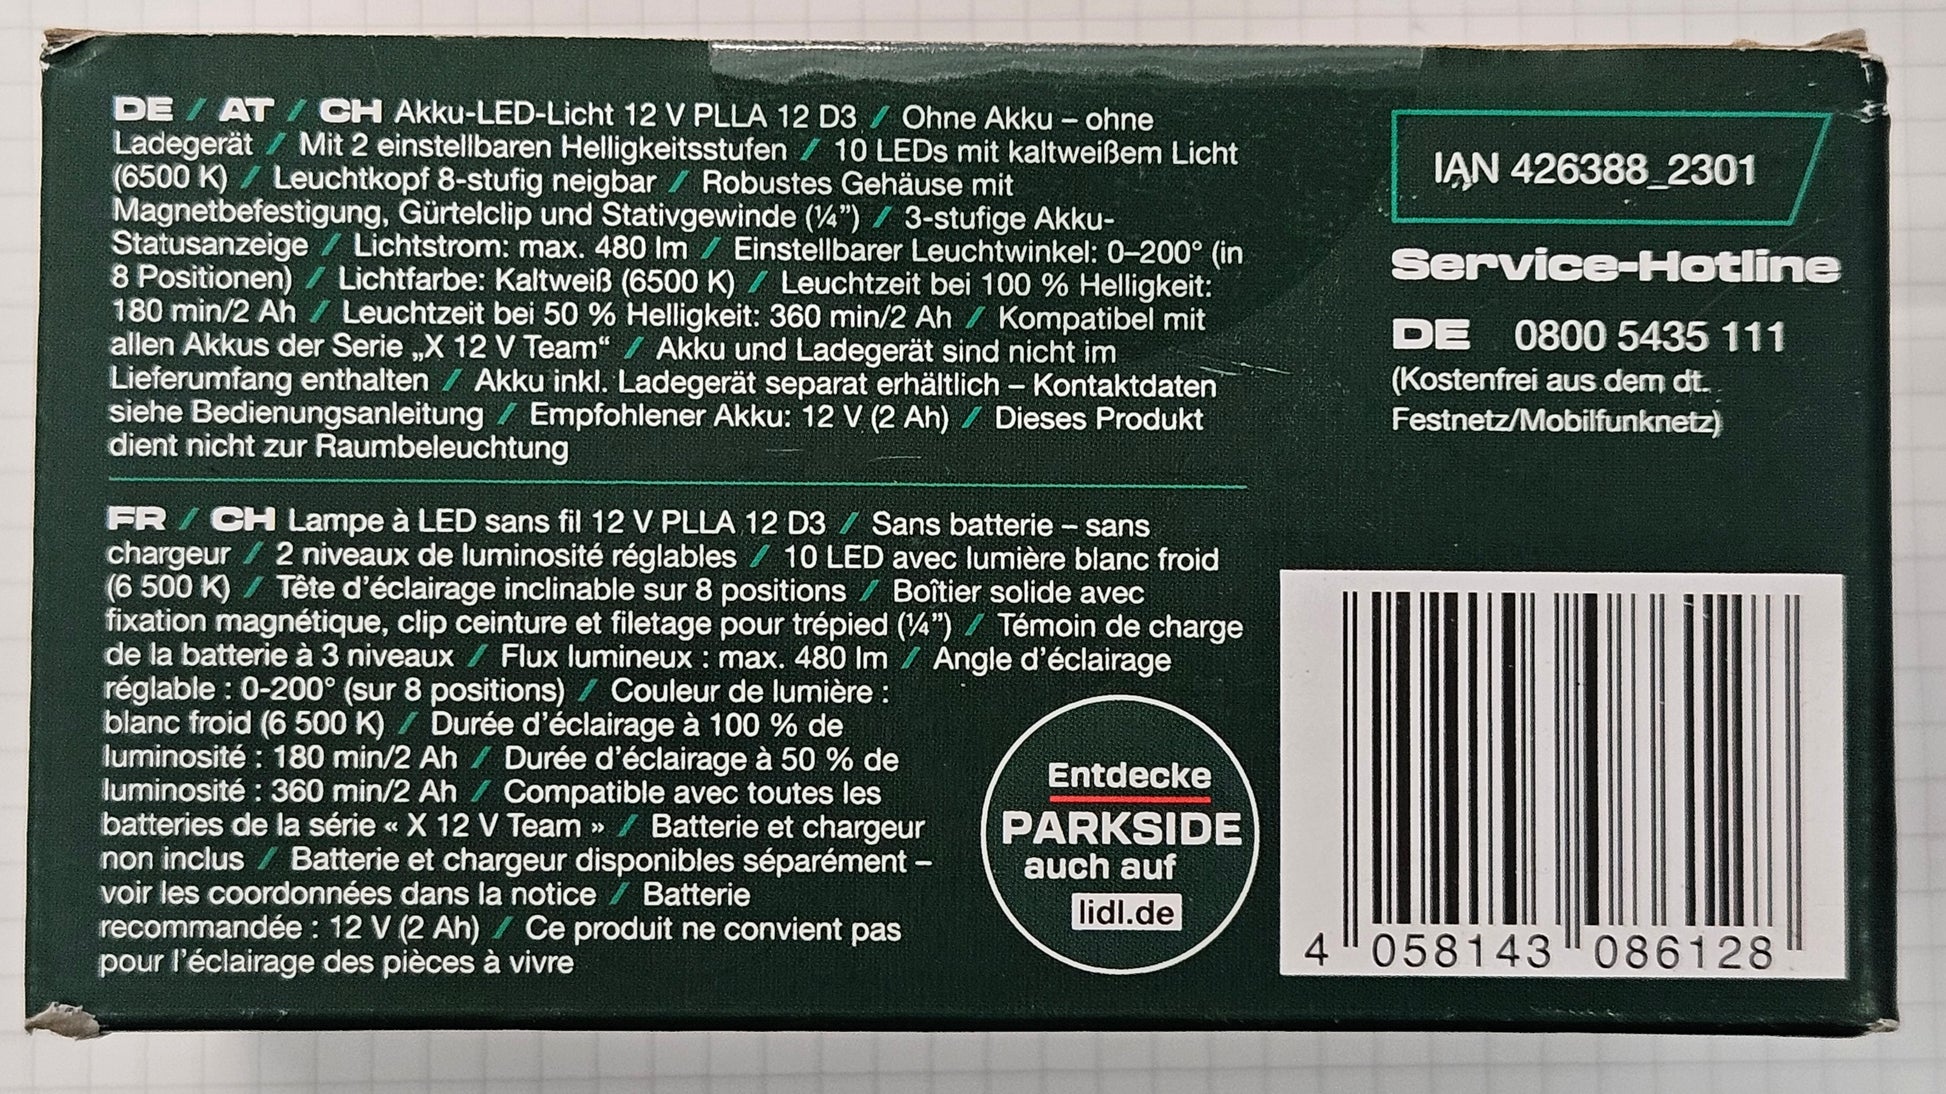 DE / AT / CH Akku-LED-Licht 12 V PLLA 12 D3 / Ohne Akku – ohne
Ladegerät / Mit 2 einstellbaren Helligkeitsstufen / 10 LEDs mit kaltweißem Licht
(6500 K) / Leuchtkopf 8-stufig neigbar / Robustes Gehäuse mit
Magnetbefestigung, Gürtelclip und Stativgewinde (¼”) / 3-stufige Akku-
Statusanzeige / Lichtstrom: max. 480 lm / Einstellbarer Leuchtwinkel: 0–200° (in
8 Positionen) / Lichtfarbe: Kaltweiß (6500 K) / Leuchtzeit bei 100 % Helligkeit:
180 min/2 Ah / Leuchtzeit bei 50 % Helligkeit: 360 min/2 Ah / Kompatibel mit
allen Akkus der Serie „X 12 V Team“ / Akku und Ladegerät sind nicht im
Lieferumfang enthalten / Akku inkl. Ladegerät separat erhältlich – Kontaktdaten
siehe Bedienungsanleitung / Empfohlener Akku: 12 V (2 Ah) / Dieses Produkt
dient nicht zur Raumbeleuchtung
FR / CH Lampe à LED sans fil 12 V PLLA 12 D3 / Sans batterie – sans
chargeur / 2 niveaux de luminosité réglables / 10 LED avec lumière blanc froid
(6 500 K) / Tête d’éclairage inclinable sur 8 positions / Boîtier solide avec
fixation magnétique, clip ceinture et filetage pour trépied (¼”) / Témoin de charge
de la batterie à 3 niveaux / Flux lumineux : max. 480 lm / Angle d’éclairage
réglable : 0-200° (sur 8 positions) / Couleur de lumière :
blanc froid (6 500 K) / Durée d’éclairage à 100 % de
luminosité : 180 min/2 Ah / Durée d’éclairage à 50 % de
luminosité : 360 min/2 Ah / Compatible avec toutes les
batteries de la série « X 12 V Team » / Batterie et chargeur
non inclus / Batterie et chargeur disponibles séparément –
voir les coordonnées dans la notice / Batterie
recommandée : 12 V (2 Ah) / Ce produit ne convient pas
pour l’éclairage des pièces à vivre
Entdecke
PARKSIDE
auch auf
lidl.de
IAN 426388_2301
Service-Hotline
DE 0800 5435 111
(Kostenfrei aus dem dt.
Festnetz/Mobilfunknetz)
4 058143 086128